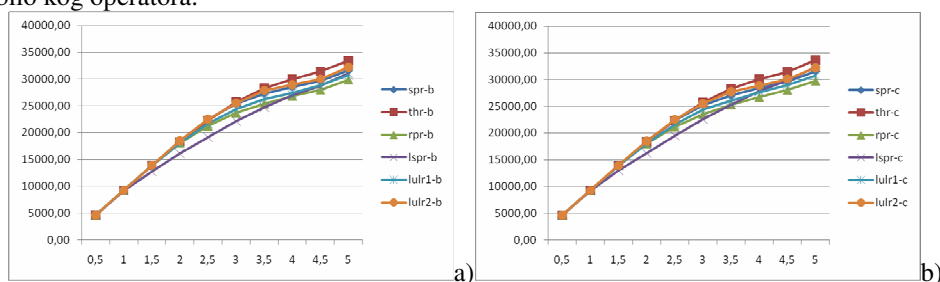 kog operatora.
40000,00
35000,00
30000,00
25000,00
20000,00
15000,00
10000,00
5000,00
0,00
0,5 1 1,5 2 2,5 3 3,5 4 4,5 5
spr-b
thr-b
rpr-b
lspr-b
lulr1-b
lulr2-b
a)
40000,00
35000,00
30000,00
25000,00
20000,00
15000,00
10000,00
5000,00
0,00
0,5 1 1,5 2 2,5 3 3,5 4 4,5 5
spr-c
thr-c
rpr-c
lspr-c
lulr1-c
lulr2-c
b)